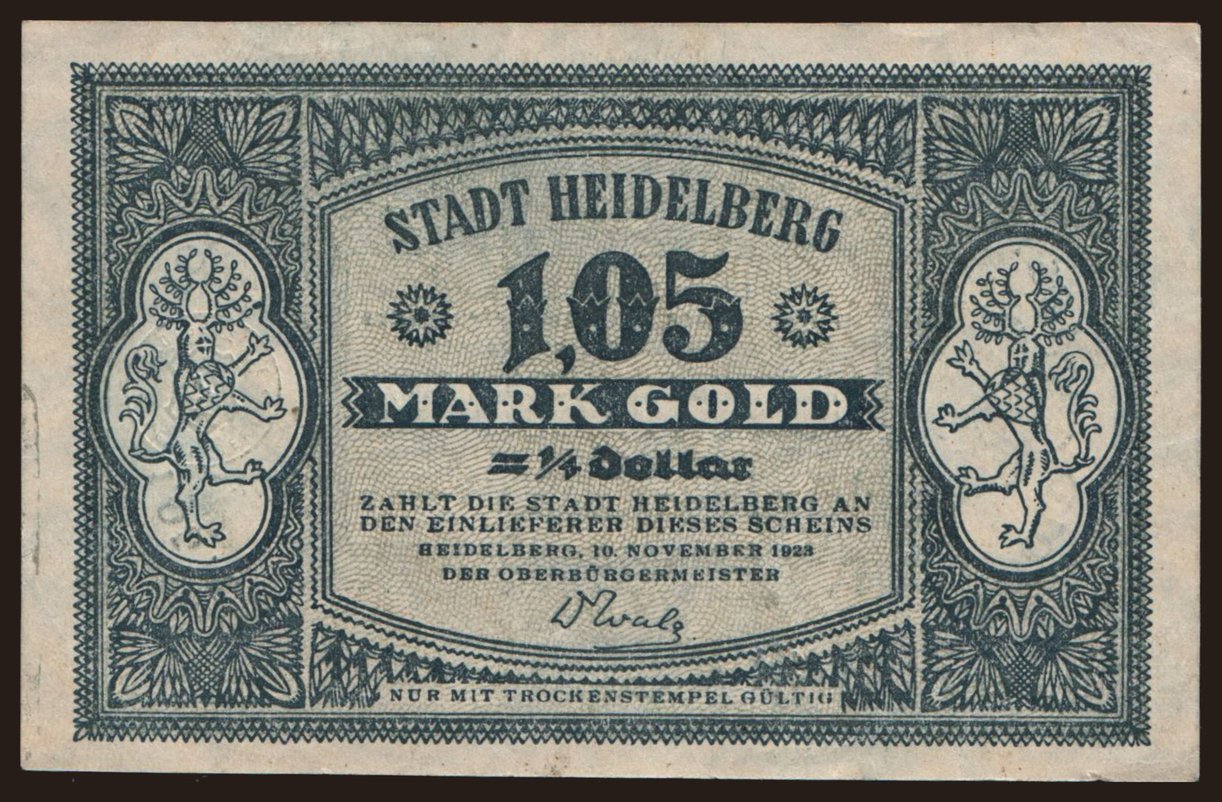 STADT HEIDELBERG
1,05
MARK GOLD
= 1/4 dollar
ZAHLT DIE STADT HEIDELBERG AN
DEN EINLIEFERER DIESES SCHEINS
HEIDELBERG, 10. NOVEMBER 1923
DER OBERBÜRGERMEISTER
NUR MIT TROCKENSTEMPEL GÜLTIG